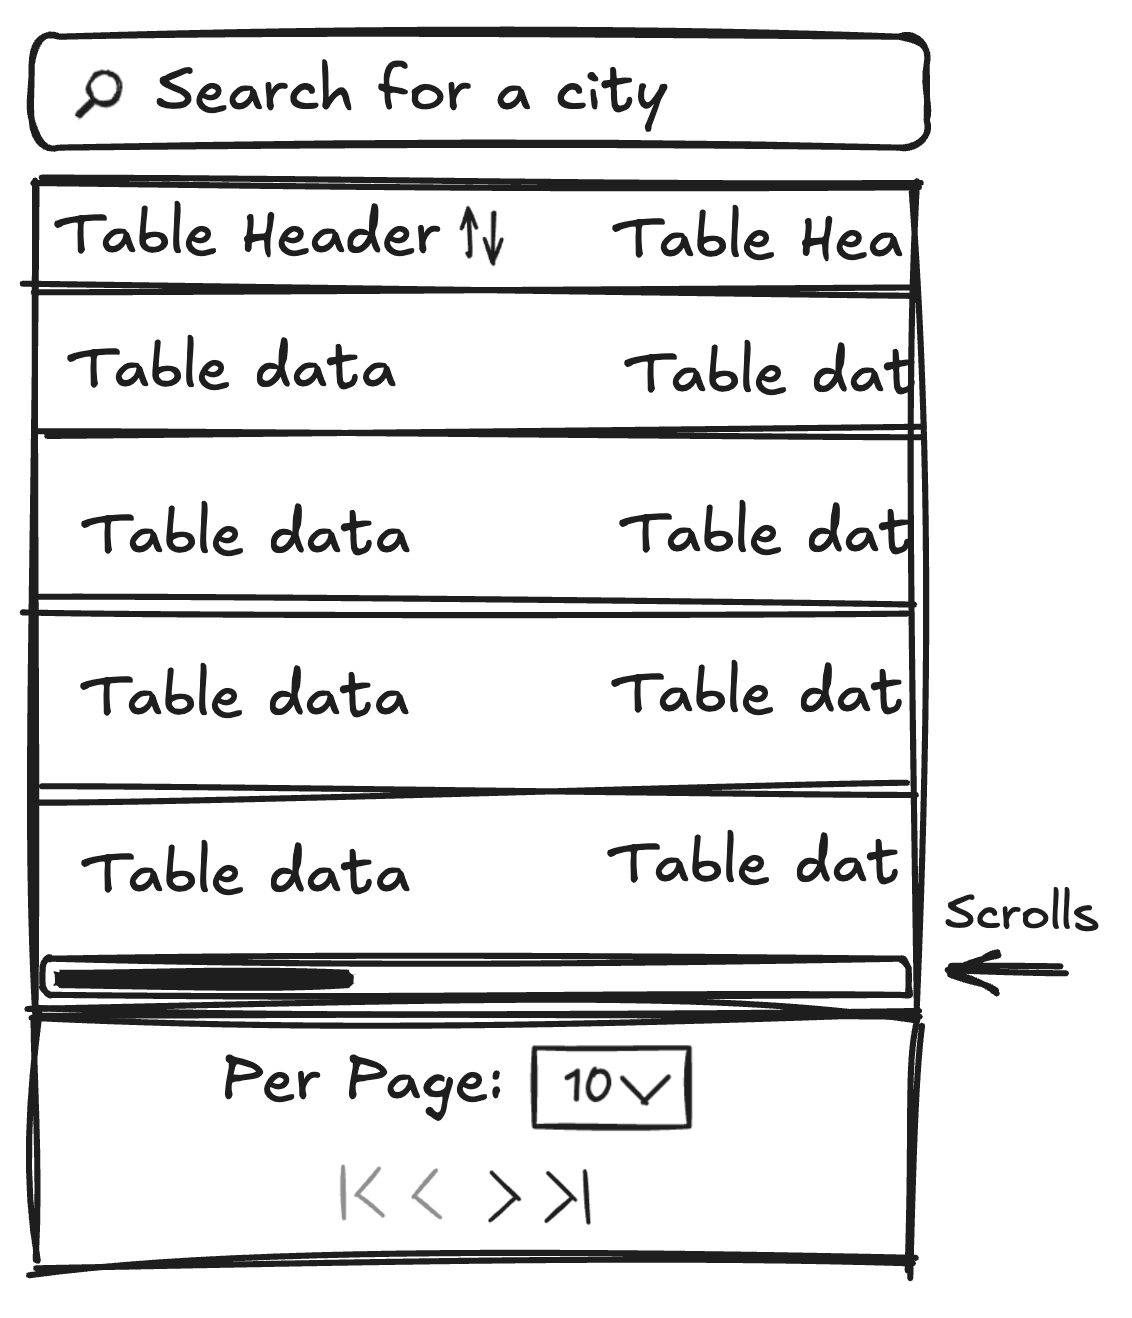 Search for a city
Table Header ↑↓ Table Hea
Table data Table dat
Table data Table dat
Table data Table dat
Table data Table dat
Scrolls
Per Page: 10